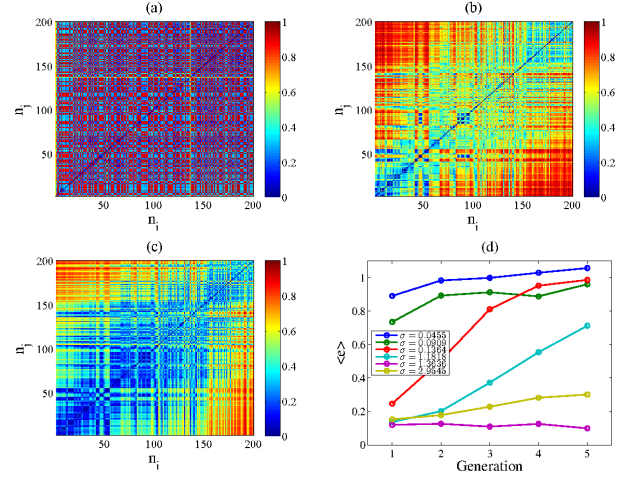 (a)
200
150
100
50
n_j
50 100 150 200
n_i
1
0.8
0.6
0.4
0.2
0
(b)
200
150
100
50
n_j
50 100 150 200
n_i
1
0.8
0.6
0.4
0.2
0
(c)
200
150
100
50
n_j
50 100 150 200
n_i
1
0.8
0.6
0.4
0.2
0
(d)
1
0.8
0.6
0.4
0.2
0
<e>
σ = 0.0455
σ = 0.0909
σ = 0.1364
σ = 1.1818
σ = 1.3636
σ = 2.9545
1 2 3 4 5
Generation